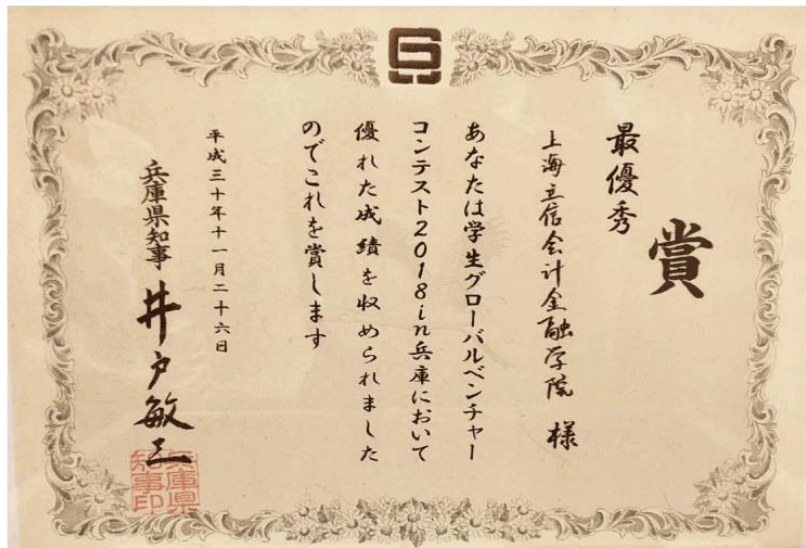 賞
最優秀
上海立信会计金融学院 様
あなたは学生グローバルベンチャー
コンテスト2018in兵庫において
優れた成績を収められました
のでこれを賞します
平成三十年十一月二十六日
兵庫県知事 井戸敏三
兵庫県
知事印